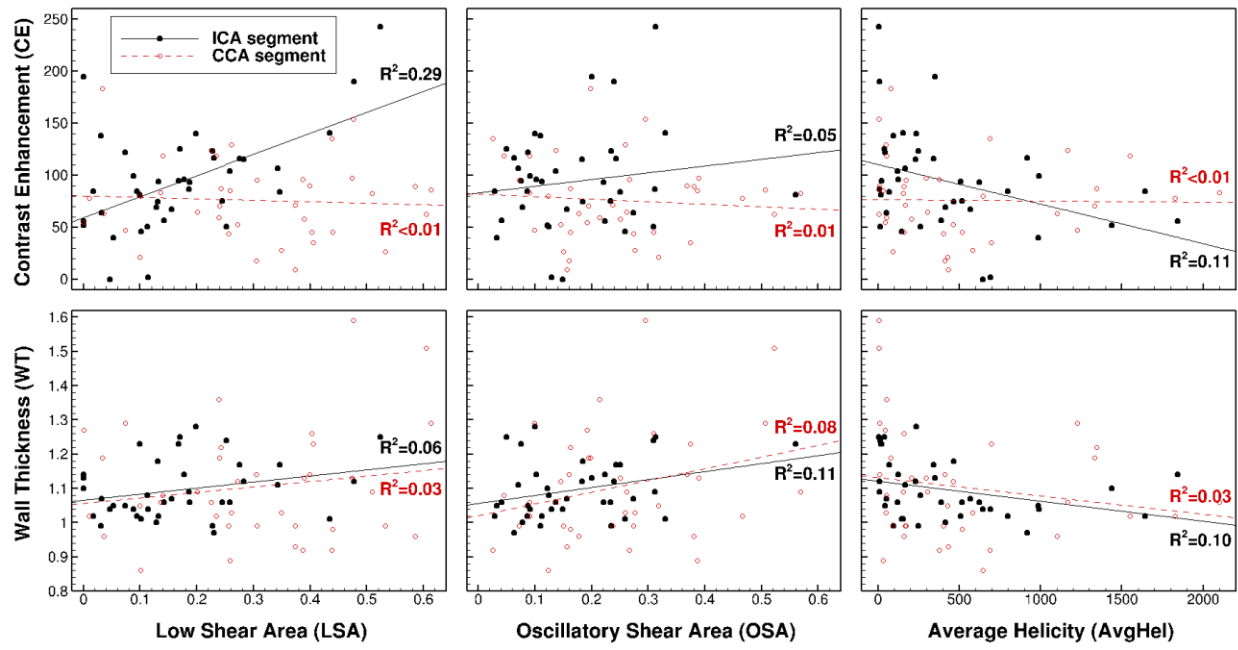 Contrast Enhancement (CE)
250
200
150
100
50
0
ICA segment
CCA segment
R²=0.29
R²<0.01
R²=0.05
R²=0.01
R²<0.01
R²=0.11
Wall Thickness (WT)
1.6
1.5
1.4
1.3
1.2
1.1
1.0
0.9
0.8
R²=0.06
R²=0.03
R²=0.08
R²=0.11
R²=0.03
R²=0.10
0 0.1 0.2 0.3 0.4 0.5 0.6
0 0.1 0.2 0.3 0.4 0.5 0.6
0 500 1000 1500 2000
Low Shear Area (LSA)
Oscillatory Shear Area (OSA)
Average Helicity (AvgHel)